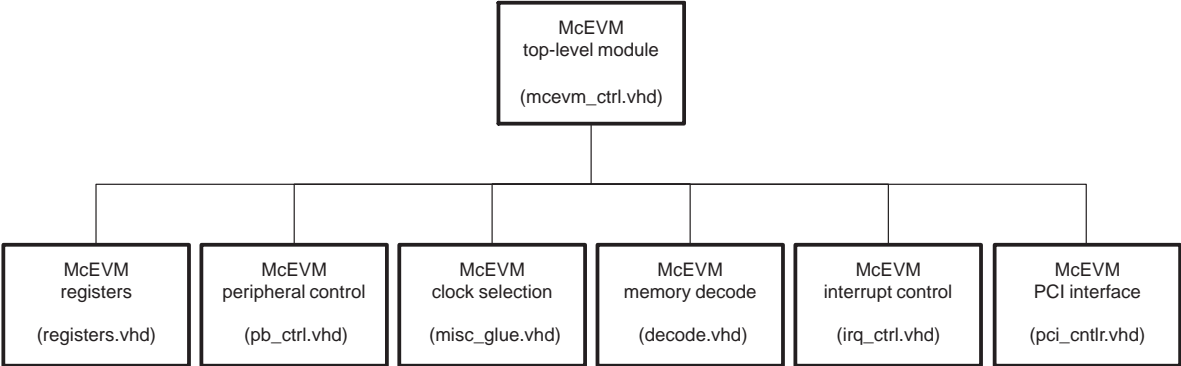 McEVM
top-level module
(mcevm_ctrl.vhd)
McEVM
registers
(registers.vhd)
McEVM
peripheral control
(pb_ctrl.vhd)
McEVM
clock selection
(misc_glue.vhd)
McEVM
memory decode
(decode.vhd)
McEVM
interrupt control
(irq_ctrl.vhd)
McEVM
PCI interface
(pci_cntlr.vhd)